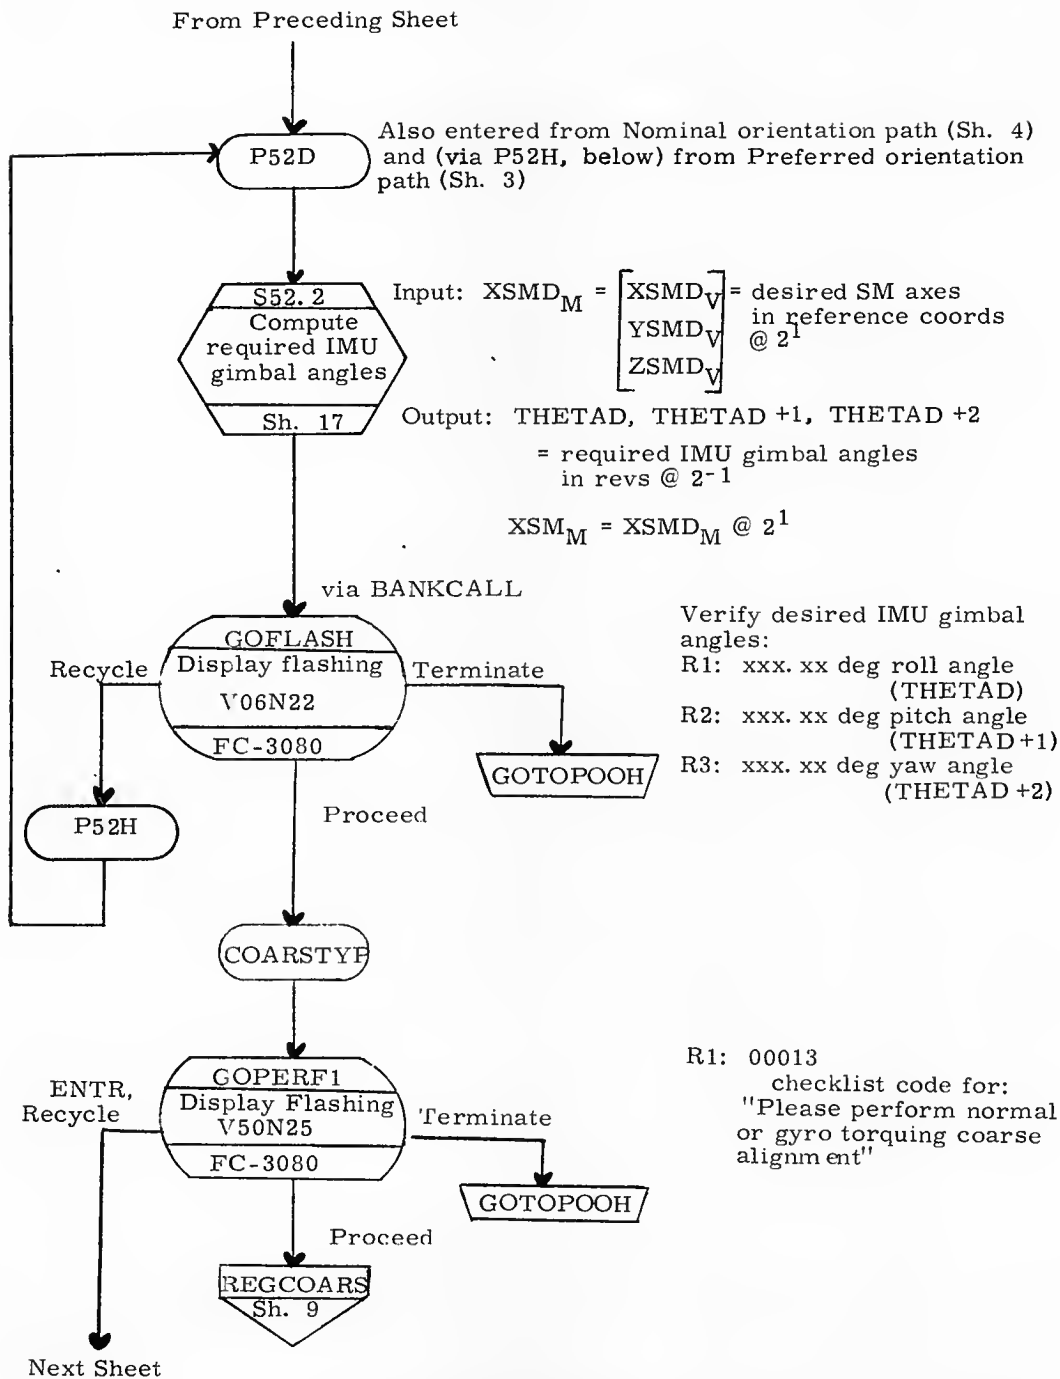 From Preceding Sheet
P52D
Also entered from Nominal orientation path (Sh. 4)
and (via P52H, below) from Preferred orientation
path (Sh. 3)
S52.2
Compute
required IMU
gimbal angles
Sh. 17
Input: XSMD_M = [XSMD_V] = desired SM axes
in reference coords
@ 2^1
YSMD_V
ZSMD_V
Output: THETAD, THETAD +1, THETAD +2
= required IMU gimbal angles
in revs @ 2^-1
XSM_M = XSMD_M @ 2^1
via BANKCALL
GOFLASH
Display flashing
V06N22
FC-3080
Recycle
Terminate
GOTOPOOH
Verify desired IMU gimbal
angles:
R1: xxx. xx deg roll angle
(THETAD)
R2: xxx. xx deg pitch angle
(THETAD +1)
R3: xxx. xx deg yaw angle
(THETAD +2)
P52H
Proceed
COARSTYP
GOPERF1
Display Flashing
V50N25
FC-3080
ENTR,
Recycle
Terminate
GOTOPOOH
R1: 00013
checklist code for:
"Please perform normal
or gyro torquing coarse
alignment"
Proceed
REGCOARS
Sh. 9
Next Sheet